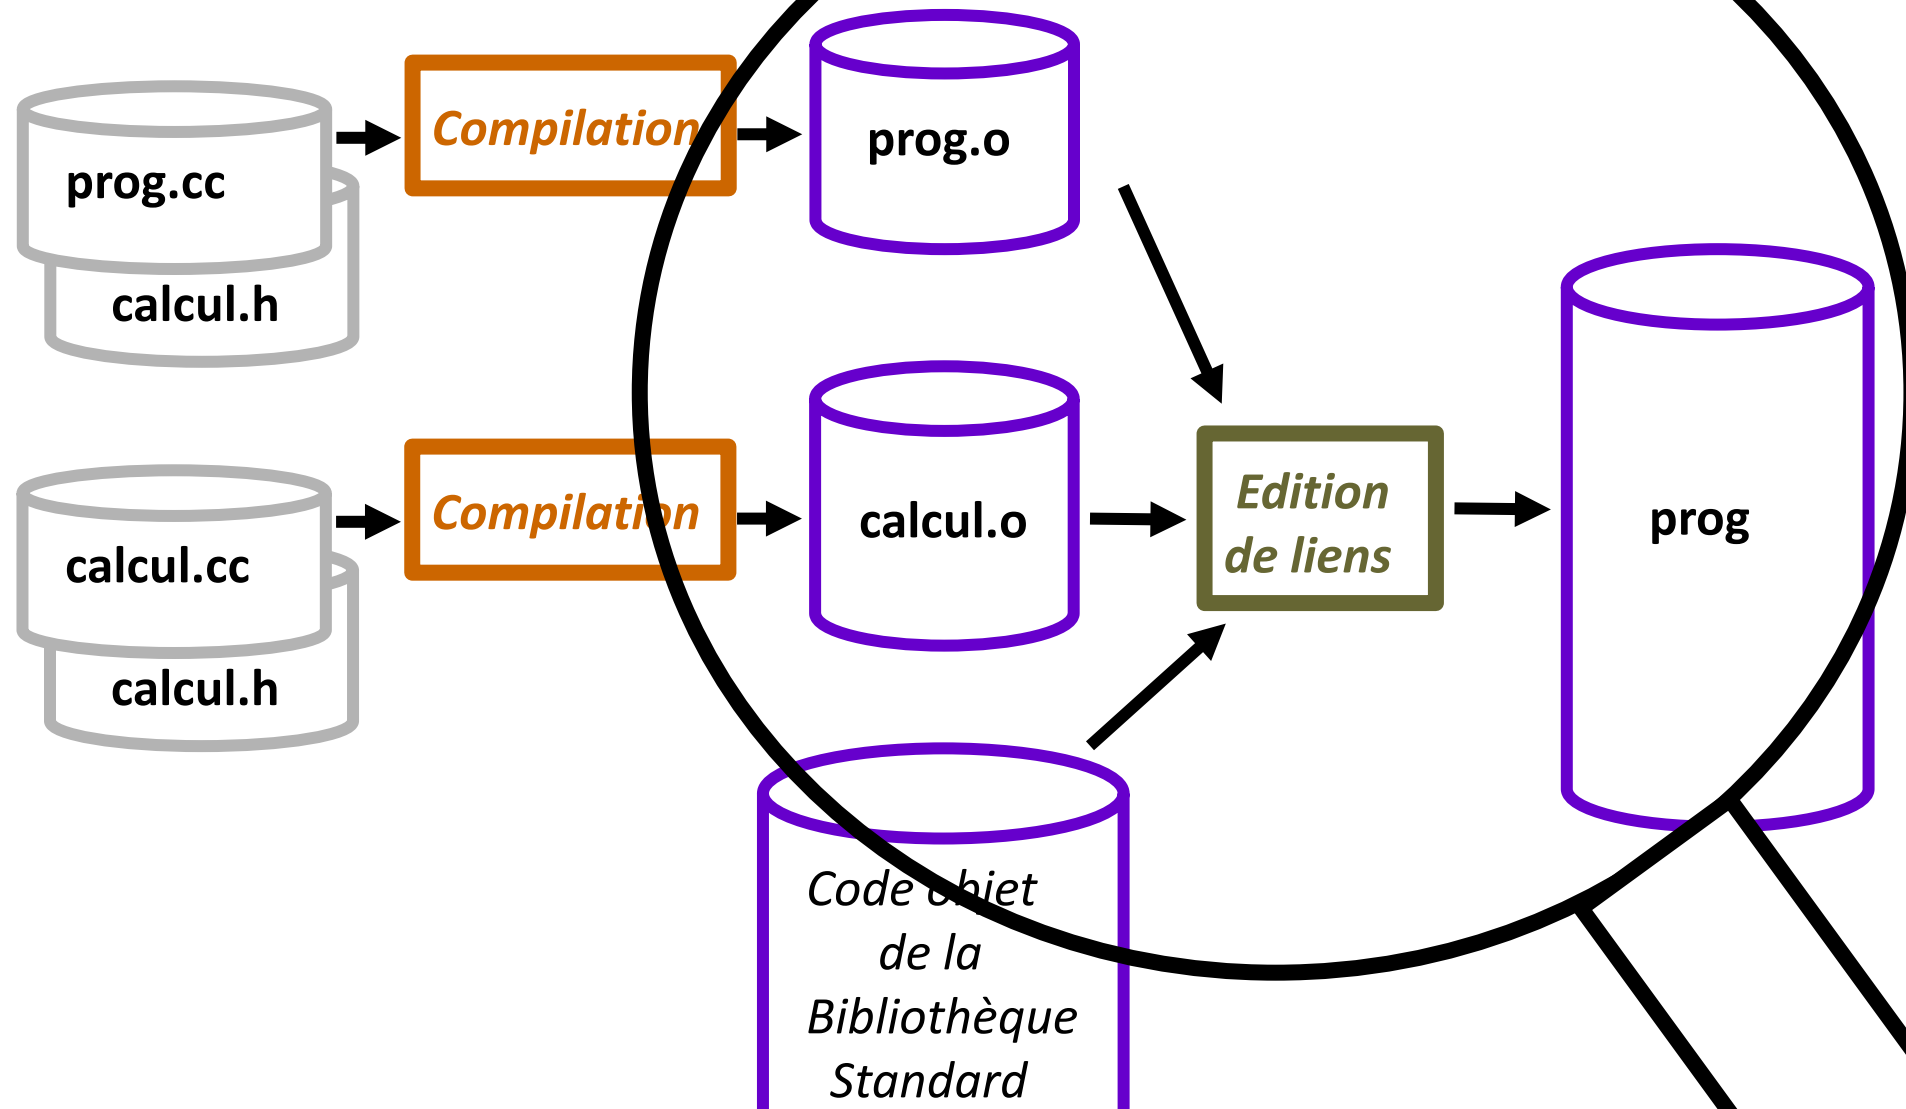 prog.cc
calcul.h
Compilation
prog.o
calcul.cc
calcul.h
Compilation
calcul.o
Edition
de liens
prog
Code objet
de la
Bibliothèque
Standard